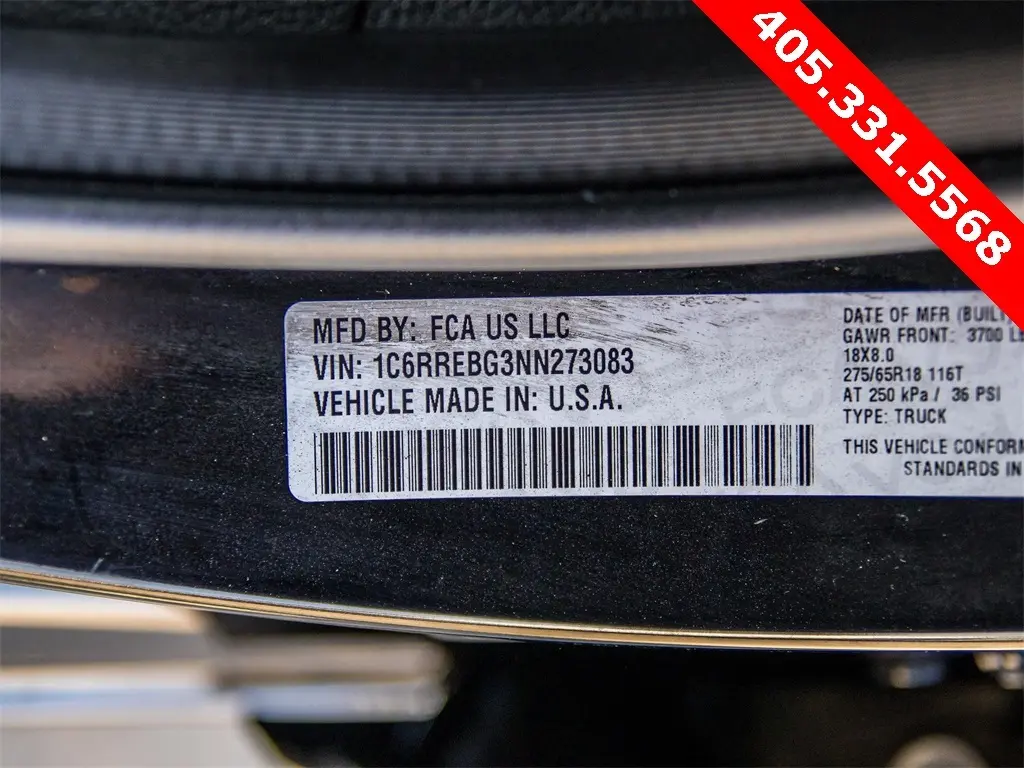 405.331.5568
MFD BY: FCA US LLC
VIN: 1C6RREBG3NN273083
VEHICLE MADE IN: U.S.A.
DATE OF MFR
GAWR FRONT: 3700
18X8.0
275/65R18 116T
AT 250 kPa / 36 PSI
TYPE: TRUCK
THIS VEHICLE
STANDARDS IN